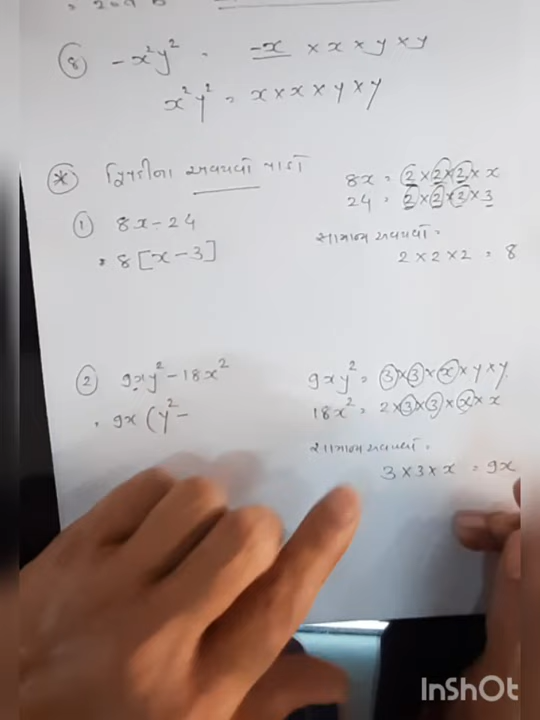 ⑧ -x²y² = -x × x × y × y
x²y² = x × x × y × y
* દ્વિપદીના અવયવો પાડો
① 8x - 24
= 8[x - 3]
8x = 2 × 2 × 2 × x
24 = 2 × 2 × 2 × 3
સામાન્ય અવયવો =
2 × 2 × 2 = 8
② 9xy² - 18x²
= 9x (y² -
9xy² = 3 × 3 × x × y × y
18x² = 2 × 3 × 3 × x × x
સામાન્ય અવયવો =
3 × 3 × x = 9x
InShOt